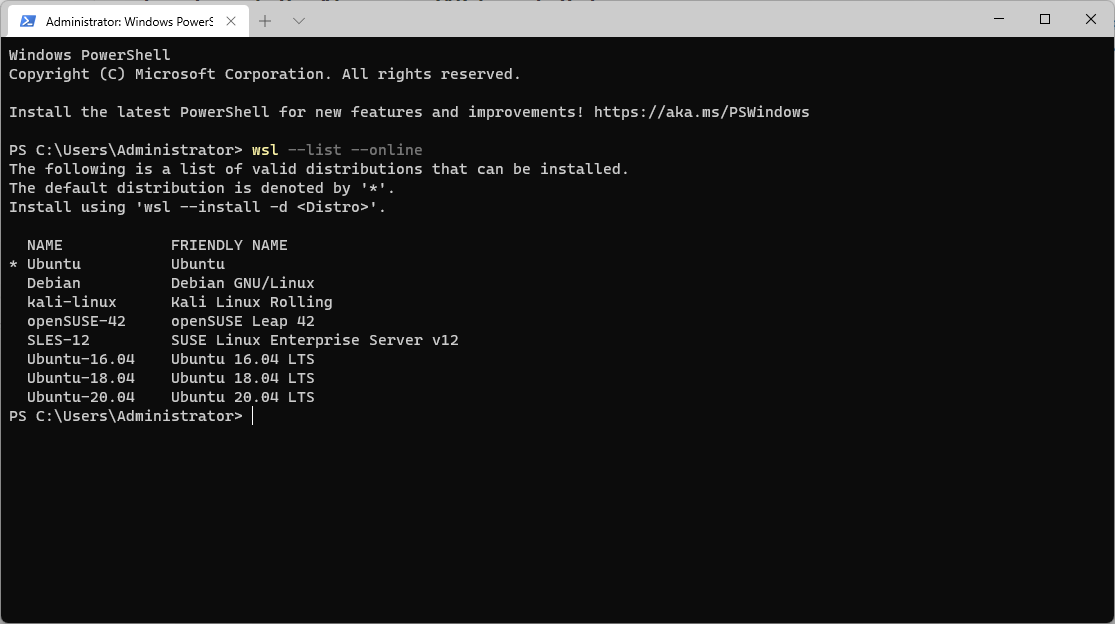 Administrator: Windows PowerS
Windows PowerShell
Copyright (C) Microsoft Corporation. All rights reserved.
Install the latest PowerShell for new features and improvements! https://aka.ms/PSWindows
PS C:\Users\Administrator> wsl --list --online
The following is a list of valid distributions that can be installed.
The default distribution is denoted by '*'.
Install using 'wsl --install -d <Distro>'.
  NAME            FRIENDLY NAME
* Ubuntu          Ubuntu
  Debian          Debian GNU/Linux
  kali-linux      Kali Linux Rolling
  openSUSE-42     openSUSE Leap 42
  SLES-12         SUSE Linux Enterprise Server v12
  Ubuntu-16.04    Ubuntu 16.04 LTS
  Ubuntu-18.04    Ubuntu 18.04 LTS
  Ubuntu-20.04    Ubuntu 20.04 LTS
PS C:\Users\Administrator>